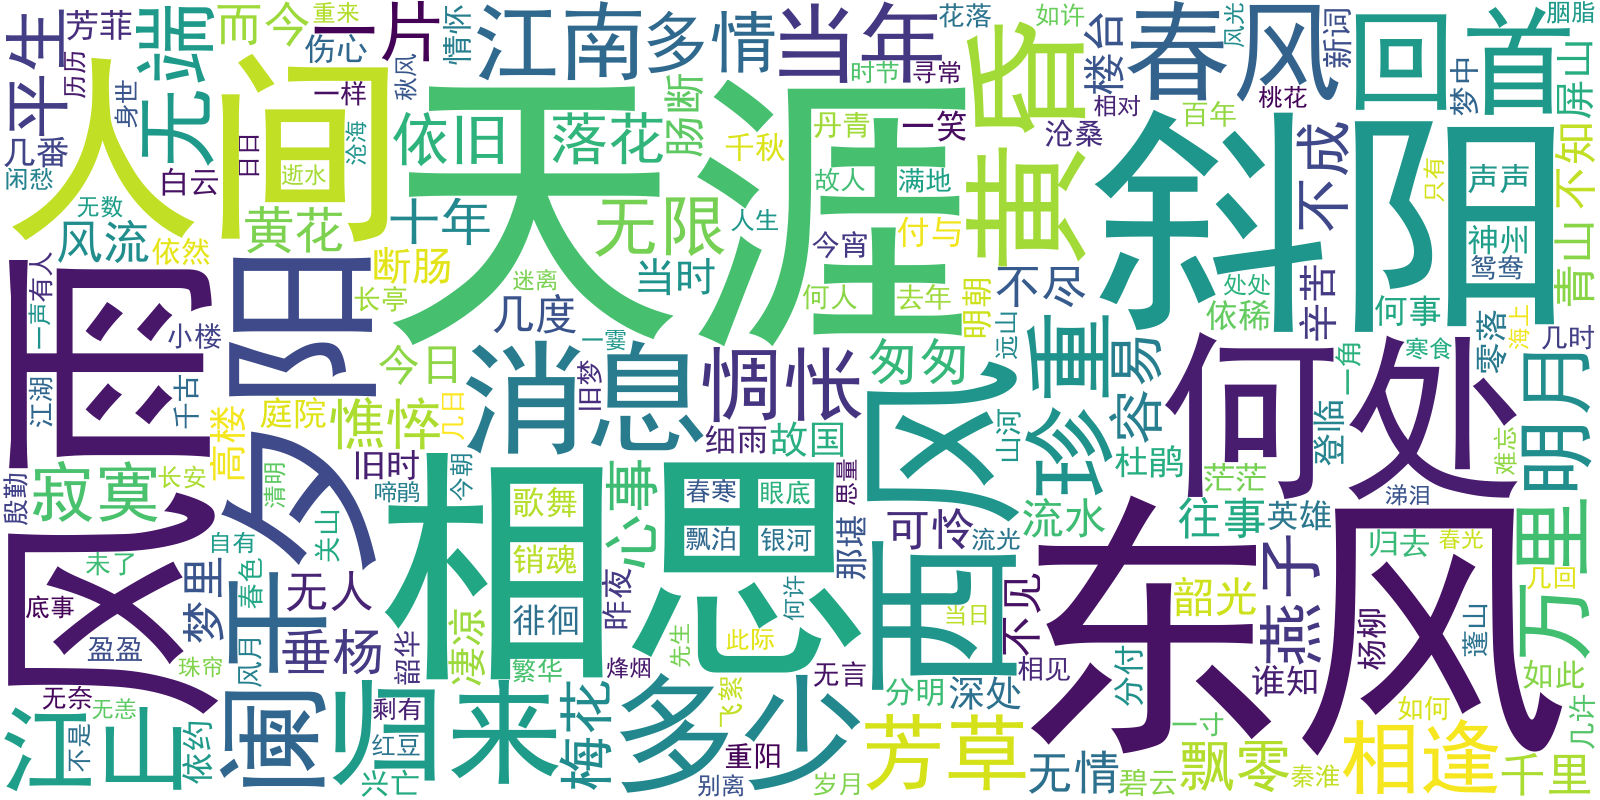 平生
芳菲
无端
而今
重来
伤心
一片
情怀
江南
多情
当年
花落
楼台
春风
如许
风光
回首
新词
胭脂
梦中
屏山
历历
人间
身世
一样
秋风
沧海
日日
依旧
落花
肠断
时节
寻常
丹青
一笑
千秋
黄昏
沧桑
相对
桃花
百年
不成
斜阳
声声
不知
只有
几番
闲愁
白云
逝水
天涯
故人
满地
无数
风流
依然
黄花
十年
无限
人生
今宵
付与
神州
鸳鸯
青山
一声
有人
断肠
长亭
当时
迷离
何人
去年
明朝
不尽
处处
依稀
辛苦
何事
海上
几时
风雨
小楼
夕阳
几度
一霎
远山
珍重
容易
一角
寒食
零落
江湖
千古
今日
消息
旧梦
惆怅
匆匆
何处
明月
庭院
憔悴
几日
细雨
故国
山河
高楼
杜鹃
登临
难忘
寂寞
长安
旧时
今朝
啼鹃
清明
殷勤
相思
歌舞
心事
春寒
眼底
思量
西风
茫茫
涕泪
关山
销魂
飘泊
银河
那堪
可怜
流光
流水
往事
英雄
归去
春光
万里
未了
自有
底事
梦里
春色
无人
徘徊
昨夜
何许
东风
韶光
燕子
几回
盈盈
珠帘
风月
垂杨
韶华
凄凉
繁华
烽烟
先生
此际
当日
不见
杨柳
蓬山
无奈
无恙
平阑
剩有
归来
梅花
多少
飞絮
无言
分明
深处
相见
分付
谁知
如此
江山
不是
依约
红豆
兴亡
重阳
别离
岁月
芳草
无情
一寸
碧云
飘零
秦淮
如何
相逢
几许
千里